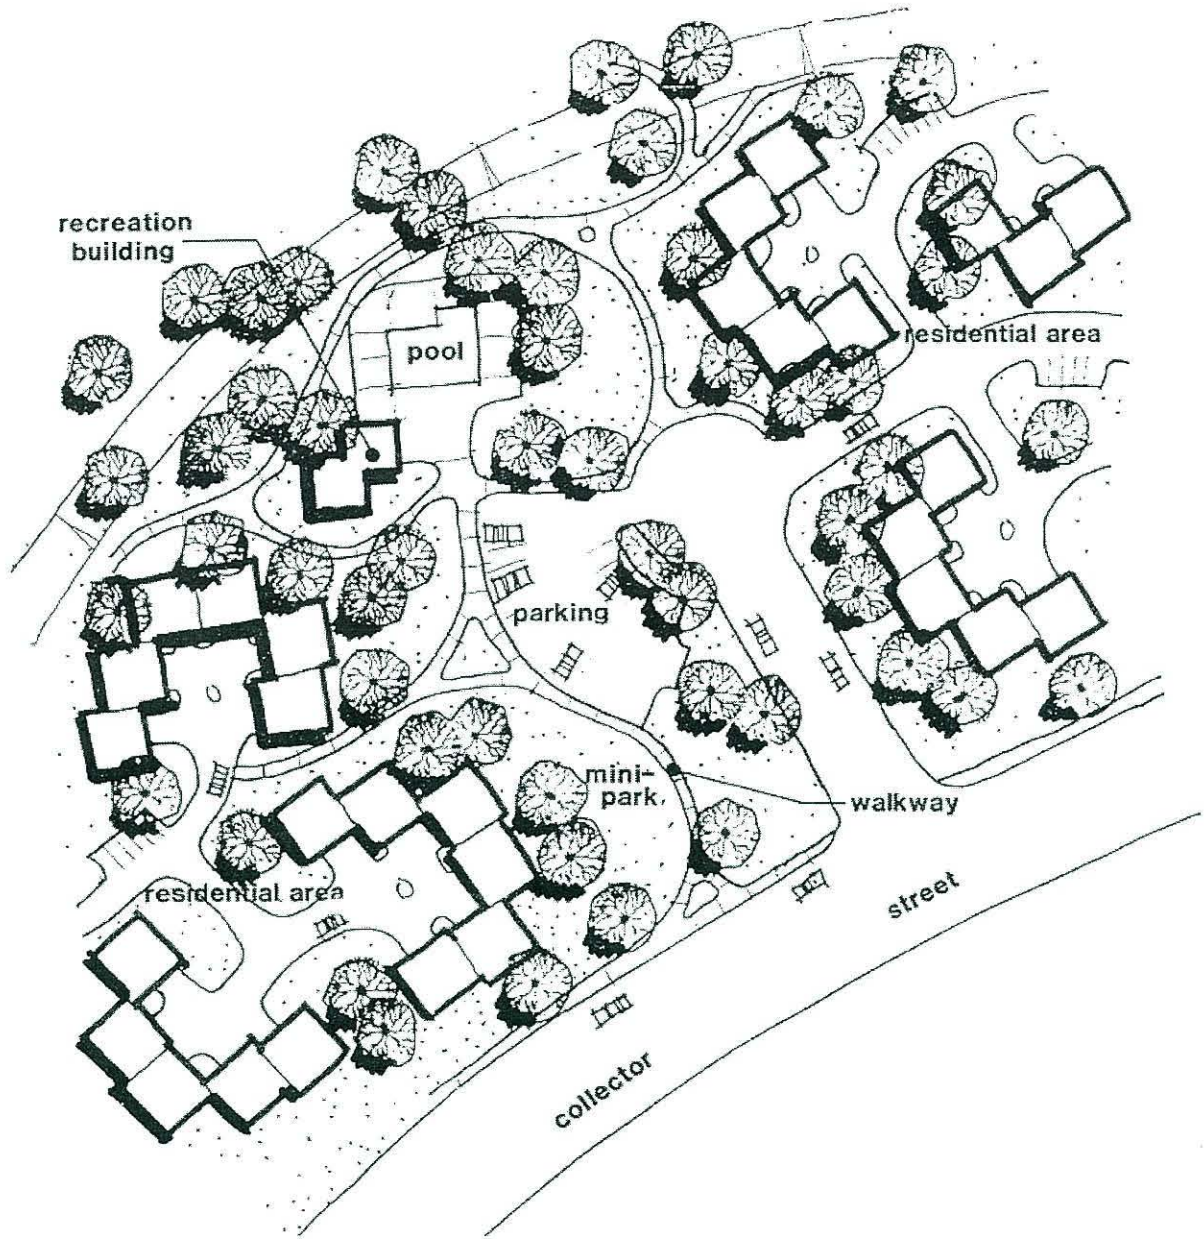 recreation
building
pool
residential area
parking
mini-
park
walkway
residential area
street
collector